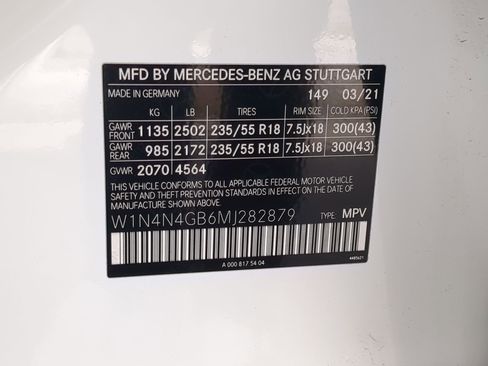 MFD BY MERCEDES-BENZ AG STUTTGART
MADE IN GERMANY 149 03/21
KG LB TIRES RIM SIZE COLD KPA (PSI)
GAWR FRONT 1135 2502 235/55 R18 7.5Jx18 300(43)
GAWR REAR 985 2172 235/55 R18 7.5Jx18 300(43)
GVWR 2070 4564
THIS VEHICLE CONFORMS TO ALL APPLICABLE FEDERAL MOTOR VEHICLE
SAFETY AND THEFT PREVENTION STANDARDS IN EFFECT ON THE DATE OF
MANUFACTURE SHOWN ABOVE.
W1N4N4GB6MJ282879 TYPE: MPV
A 000 817 54 04